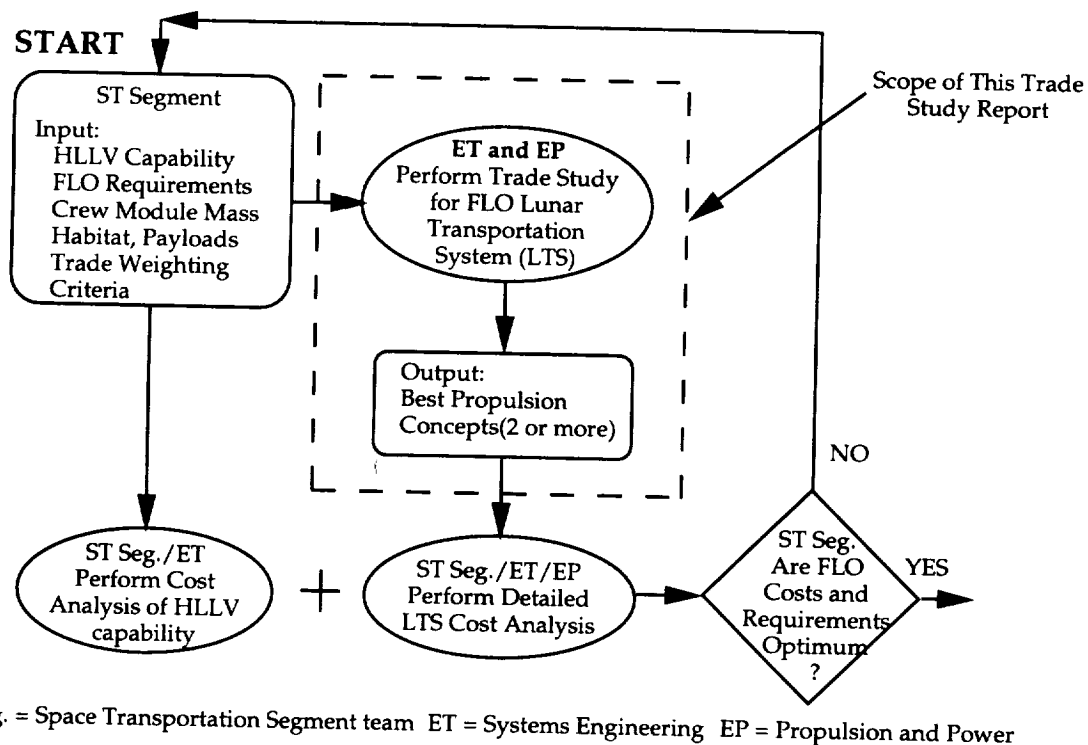 START
ST Segment
Input:
HLLV Capability
FLO Requirements
Crew Module Mass
Habitat, Payloads
Trade Weighting
Criteria
ET and EP
Perform Trade Study
for FLO Lunar
Transportation
System (LTS)
Scope of This Trade
Study Report
Output:
Best Propulsion
Concepts(2 or more)
NO
ST Seg./ET
Perform Cost
Analysis of HLLV
capability
+
ST Seg./ET/EP
Perform Detailed
LTS Cost Analysis
ST Seg.
Are FLO
Costs and
Requirements
Optimum
?
YES
= Space Transportation Segment team ET = Systems Engineering EP = Propulsion and Power